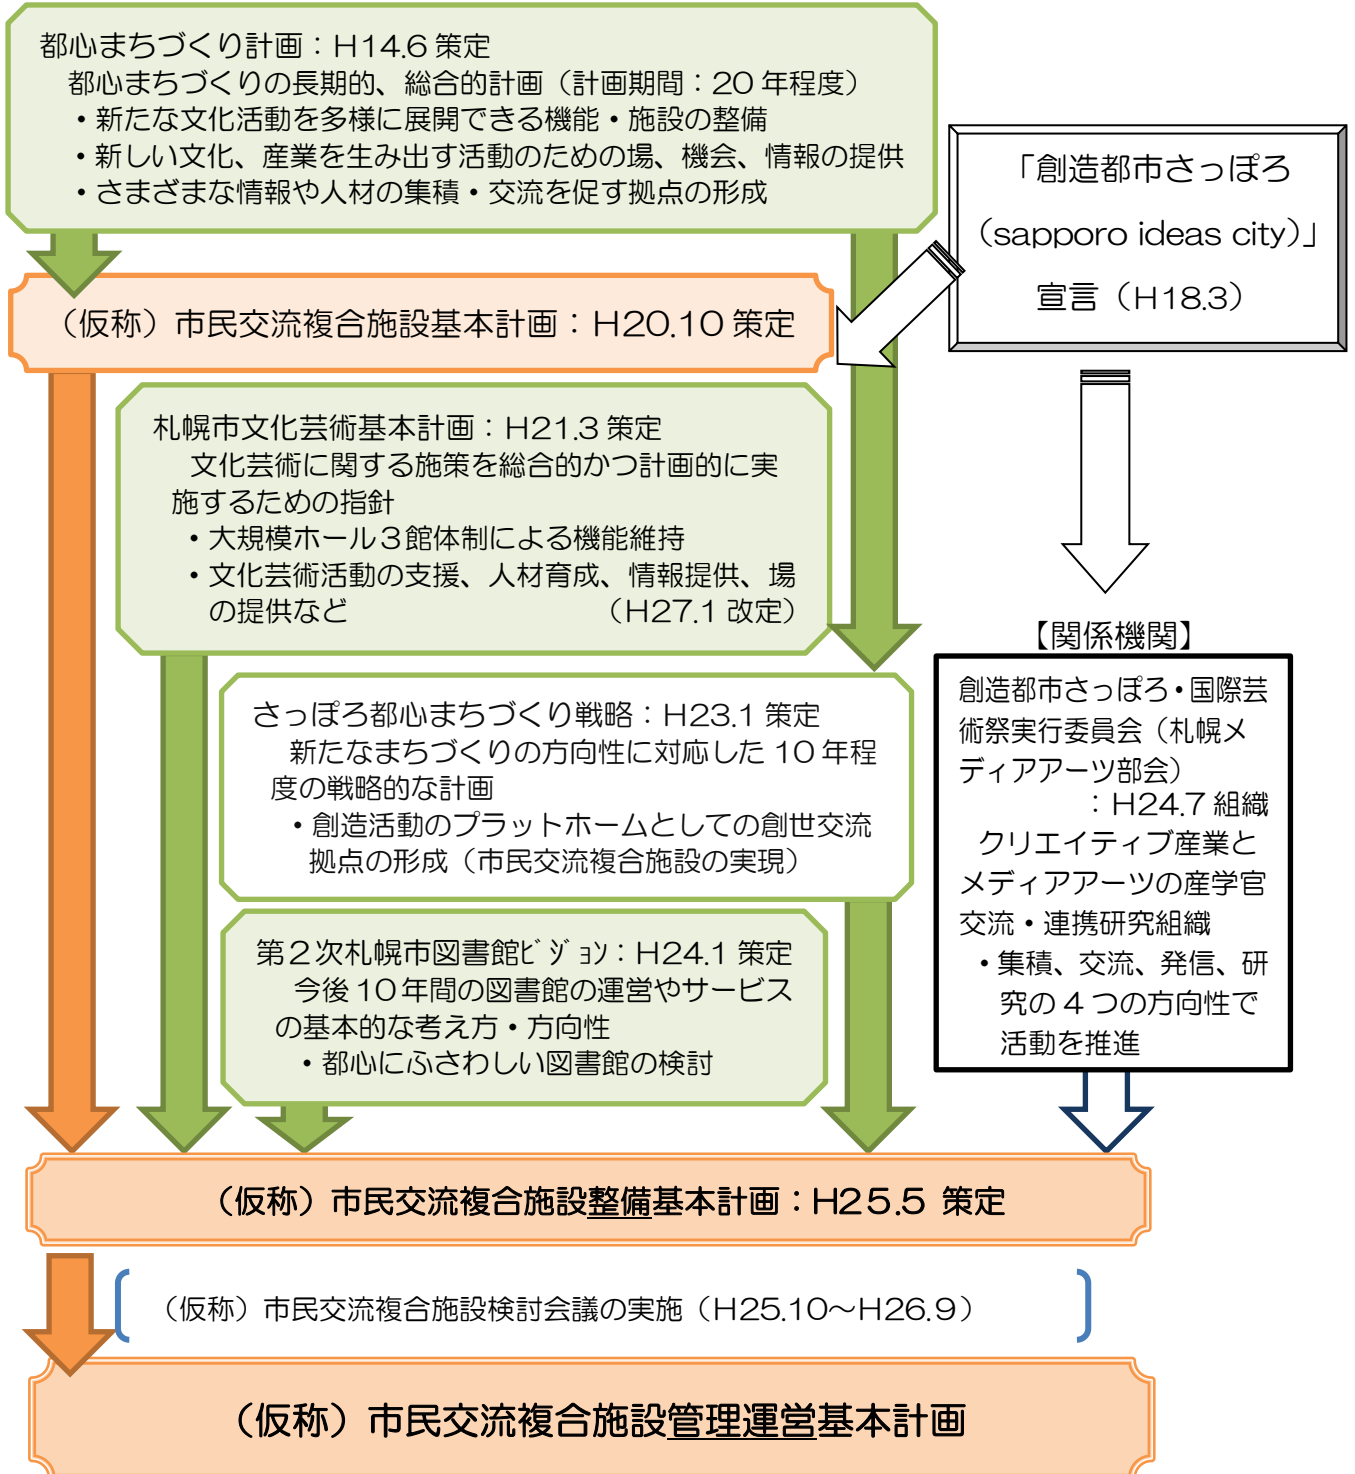 都心まちづくり計画：H14.6 策定
都心まちづくりの長期的、総合的計画（計画期間：20 年程度）
・新たな文化活動を多様に展開できる機能・施設の整備
・新しい文化、産業を生み出す活動のための場、機会、情報の提供
・さまざまな情報や人材の集積・交流を促す拠点の形成
「創造都市さっぽろ
（sapporo ideas city）」
宣言（H18.3）
（仮称）市民交流複合施設基本計画：H20.10 策定
札幌市文化芸術基本計画：H21.3 策定
文化芸術に関する施策を総合的かつ計画的に実
施するための指針
・大規模ホール３館体制による機能維持
・文化芸術活動の支援、人材育成、情報提供、場
の提供など （H27.1 改定）
さっぽろ都心まちづくり戦略：H23.1 策定
新たなまちづくりの方向性に対応した 10 年程
度の戦略的な計画
・創造活動のプラットホームとしての創世交流
拠点の形成（市民交流複合施設の実現）
第２次札幌市図書館ﾋﾞｼﾞｮﾝ：H24.1 策定
今後 10 年間の図書館の運営やサービス
の基本的な考え方・方向性
・都心にふさわしい図書館の検討
【関係機関】
創造都市さっぽろ・国際芸
術祭実行委員会（札幌メ
ディアアーツ部会）
：H24.7 組織
クリエイティブ産業と
メディアアーツの産学官
交流・連携研究組織
・集積、交流、発信、研
究の 4 つの方向性で
活動を推進
（仮称）市民交流複合施設整備基本計画：H25.5 策定
（仮称）市民交流複合施設検討会議の実施（H25.10～H26.9）
（仮称）市民交流複合施設管理運営基本計画